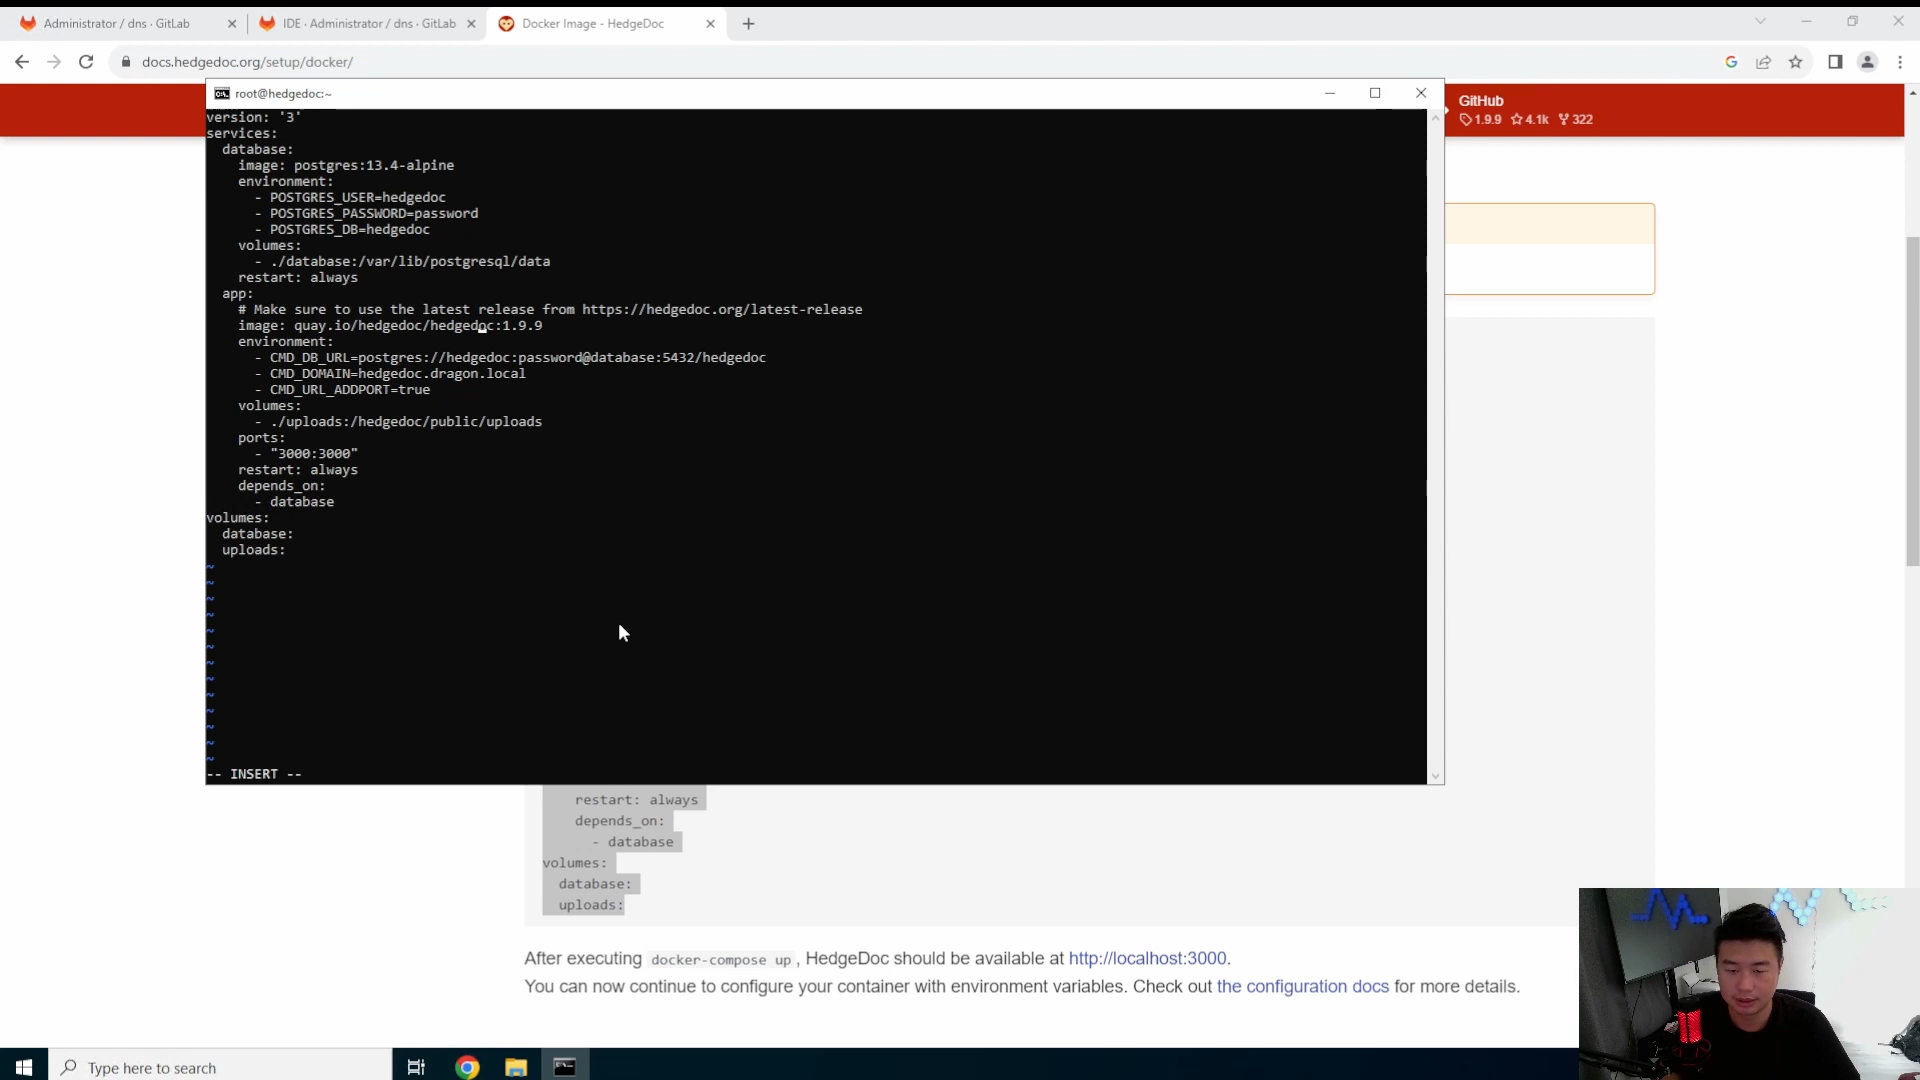 Administrator / dns · GitLab
IDE · Administrator / dns · GitLab
Docker Image - HedgeDoc
docs.hedgedoc.org/setup/docker/
GitHub
1.9.9 4.1k 322
root@hedgedoc:~
version: '3'
services:
database:
image: postgres:13.4-alpine
environment:
- POSTGRES_USER=hedgedoc
- POSTGRES_PASSWORD=password
- POSTGRES_DB=hedgedoc
volumes:
- ./database:/var/lib/postgresql/data
restart: always
app:
# Make sure to use the latest release from https://hedgedoc.org/latest-release
image: quay.io/hedgedoc/hedgedoc:1.9.9
environment:
- CMD_DB_URL=postgres://hedgedoc:password@database:5432/hedgedoc
- CMD_DOMAIN=hedgedoc.dragon.local
- CMD_URL_ADDPORT=true
volumes:
- ./uploads:/hedgedoc/public/uploads
ports:
- "3000:3000"
restart: always
depends_on:
- database
volumes:
database:
uploads:
~
~
~
~
~
~
~
~
~
~
~
~
~
-- INSERT --
restart: always
depends_on:
- database
volumes:
database:
uploads:
After executing docker-compose up, HedgeDoc should be available at http://localhost:3000.
You can now continue to configure your container with environment variables. Check out the configuration docs for more details.
Type here to search